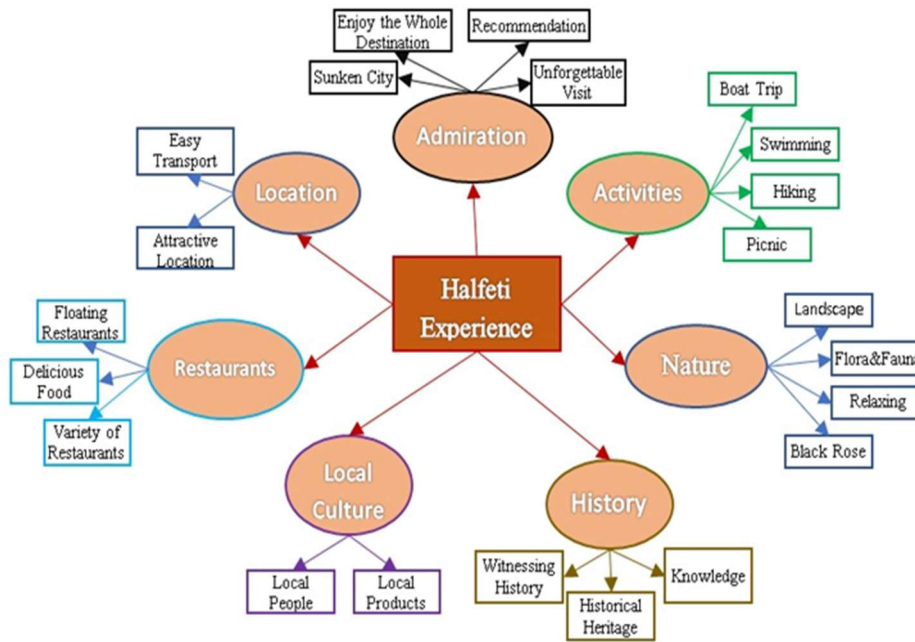 Enjoy the Whole
Destination
Recommendation
Sunken City
Unforgettable
Visit
Admiration
Boat Trip
Swimming
Hiking
Picnic
Activities
Easy
Transport
Attractive
Location
Location
Halfeti
Experience
Floating
Restaurants
Delicious
Food
Variety of
Restaurants
Restaurants
Landscape
Flora&Fauna
Relaxing
Black Rose
Nature
Local
Culture
Local
People
Local
Products
History
Witnessing
History
Historical
Heritage
Knowledge